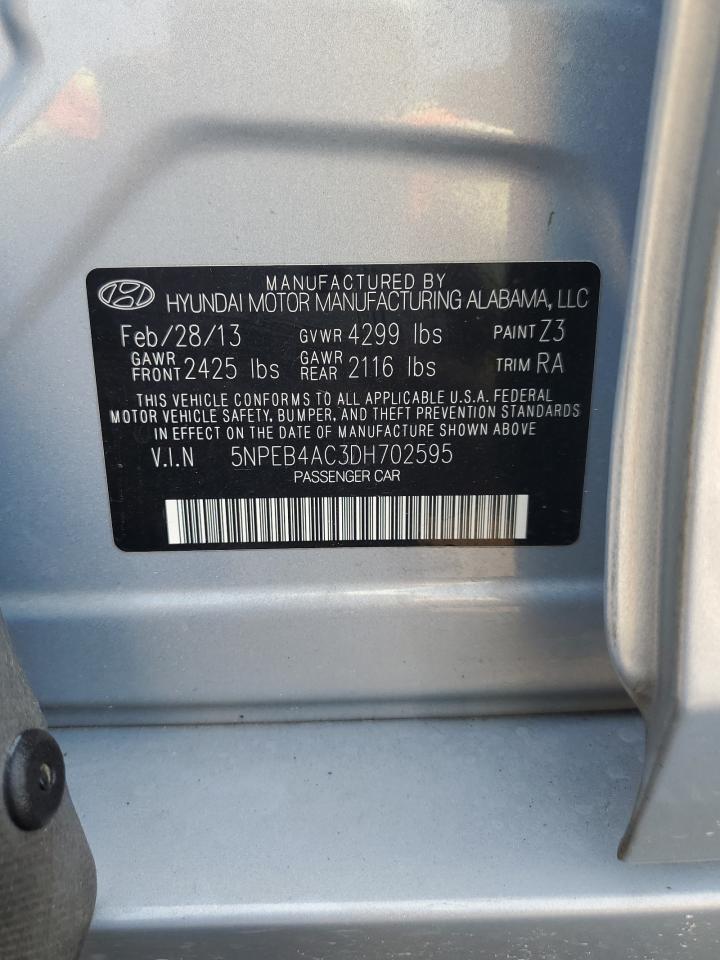 MANUFACTURED BY
HYUNDAI MOTOR MANUFACTURING ALABAMA, LLC
Feb/28/13 GVWR 4299 lbs PAINT Z3
GAWR FRONT 2425 lbs GAWR REAR 2116 lbs TRIM RA
THIS VEHICLE CONFORMS TO ALL APPLICABLE U.S.A. FEDERAL
MOTOR VEHICLE SAFETY, BUMPER, AND THEFT PREVENTION STANDARDS
IN EFFECT ON THE DATE OF MANUFACTURE SHOWN ABOVE
V.I.N 5NPEB4AC3DH702595
PASSENGER CAR